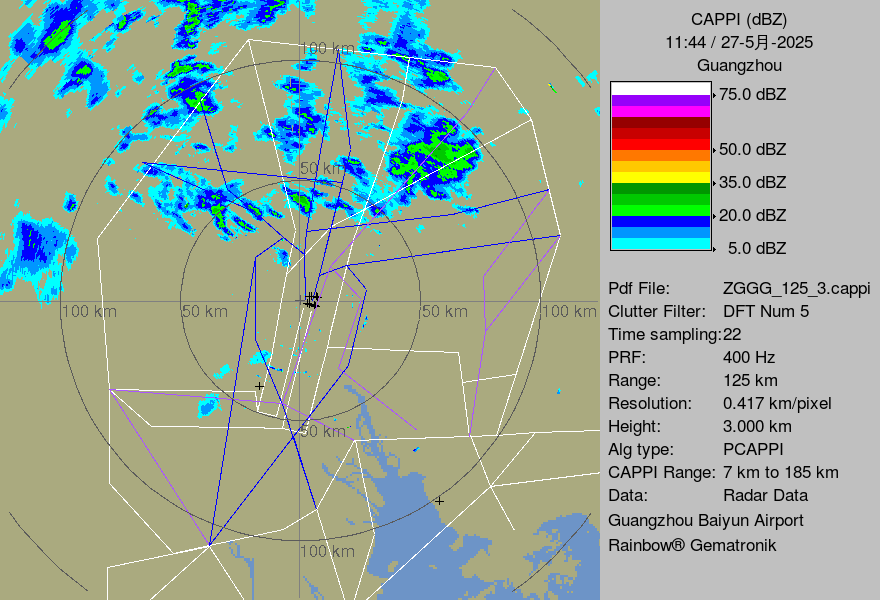 CAPPI (dBZ)
11:44 / 27-5月-2025
Guangzhou
75.0 dBZ
50.0 dBZ
35.0 dBZ
20.0 dBZ
5.0 dBZ
Pdf File: ZGGG_125_3.cappi
Clutter Filter: DFT Num 5
Time sampling:22
PRF: 400 Hz
Range: 125 km
Resolution: 0.417 km/pixel
Height: 3.000 km
Alg type: PCAPPI
CAPPI Range: 7 km to 185 km
Data: Radar Data
Guangzhou Baiyun Airport
Rainbow® Gematronik
100 km
50 km
100 km
50 km
50 km
100 km
50 km
100 km